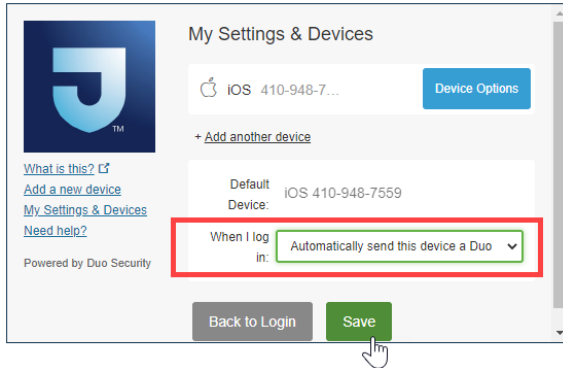 My Settings & Devices
iOS 410-948-7...
Device Options
+ Add another device
TM
What is this?
Add a new device
My Settings & Devices
Need help?
Powered by Duo Security
Default
Device:
iOS 410-948-7559
When I log
in:
Automatically send this device a Duo
Back to Login
Save